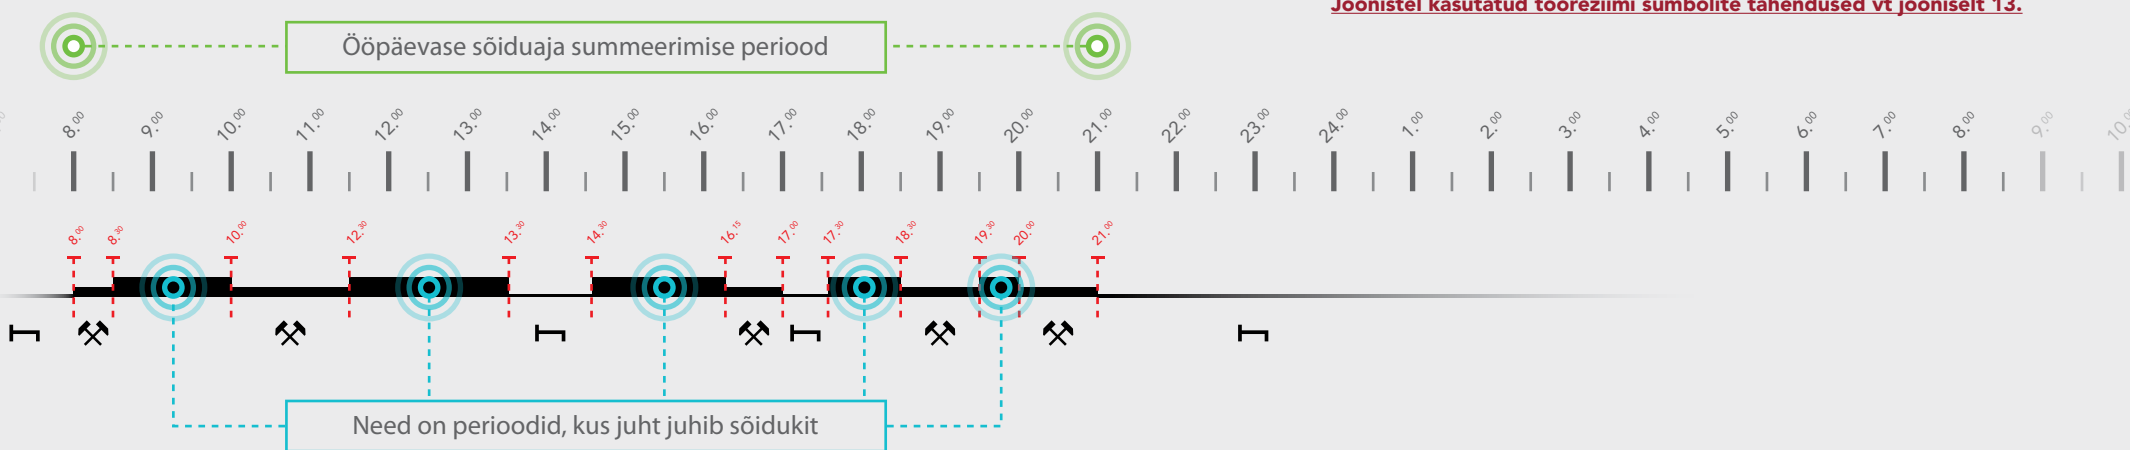 Joonistel kasutatud töörežiimi sümbolite tähendused vt jooniselt 13.
Ööpäevase sõiduaja summeerimise periood
8.00 9.00 10.00 11.00 12.00 13.00 14.00 15.00 16.00 17.00 18.00 19.00 20.00 21.00 22.00 23.00 24.00 1.00 2.00 3.00 4.00 5.00 6.00 7.00 8.00 9.00 10.00
8.00 8.30 10.00 12.30 13.30 14.30 16.15 17.00 17.30 18.30 19.30 20.00 21.00
Need on perioodid, kus juht juhib sõidukit